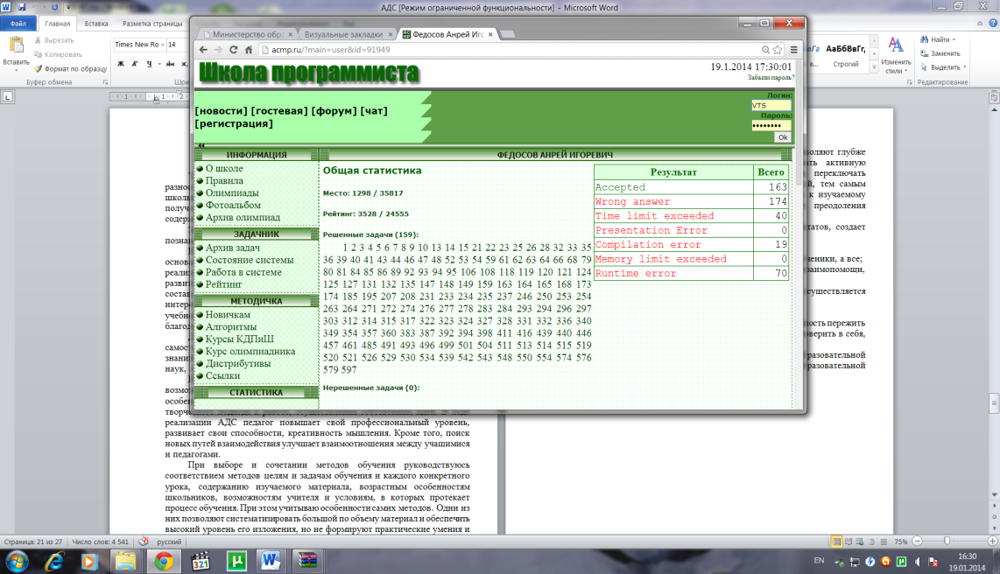 АДС [Режим ограниченной функциональности] - Microsoft Word
Файл Главная Вставка Разметка страницы
Вставить
Вырезать
Копировать
Формат по образцу
Буфер обмена
Times New Ro 14
Ж К Ч abc
АаБбВвГг,
Строгий
Изменить стили
Найти
Заменить
Выделить
Редактирование
Министерство обр
Визуальные закладки
Федосов Анрей Иго
acmp.ru/?main=user&id=91949
Школа программиста
19.1.2014 17:30:01
Забыли пароль?
[новости] [гостевая] [форум] [чат]
[регистрация]
Логин:
VTS
Пароль:
••••••••
Ok
ИНФОРМАЦИЯ
О школе
Правила
Олимпиады
Фотоальбом
Архив олимпиад
ЗАДАЧНИК
Архив задач
Состояние системы
Работа в системе
Рейтинг
МЕТОДИЧКА
Новичкам
Алгоритмы
Курсы КДПиШ
Курс олимпиадника
Дистрибутивы
Ссылки
СТАТИСТИКА
ФЕДОСОВ АНРЕЙ ИГОРЕВИЧ
Общая статистика
Место: 1298 / 35817
Рейтинг: 3528 / 24555
Решенные задачи (159):
1 2 3 4 5 6 7 8 9 10 13 14 15 21 22 23 25 26 28 32 33 35
36 39 40 41 43 44 46 47 48 52 53 54 59 61 62 63 64 66 68 79
80 81 84 85 86 89 92 93 94 95 106 108 118 119 120 121 124
125 127 131 132 135 147 148 149 159 163 164 165 168 173
174 185 195 207 208 231 233 234 235 237 246 250 253 254
263 264 271 272 274 276 277 278 283 284 293 294 296 297
303 312 314 315 317 322 323 324 327 328 331 332 336 340
349 354 357 360 383 387 392 394 398 411 416 439 440 446
457 461 485 491 493 496 499 501 504 511 513 514 515 519
520 521 526 529 530 534 539 542 543 548 550 554 574 576
579 597
Нерешенные задачи (0):
Результат Всего
Accepted 163
Wrong answer 174
Time limit exceeded 40
Presentation Error 0
Compilation error 19
Memory limit exceeded 0
Runtime error 70
реализации АДС педагог повышает свой профессиональный уровень,
развивает свои способности, креативность мышления. Кроме того, поиск
новых путей взаимодействия улучшает взаимоотношения между учащимися
и педагогами.
При выборе и сочетании методов обучения руководствуюсь
соответствием методов целям и задачам обучения и каждого конкретного
урока, содержанию изучаемого материала, возрастным особенностям
школьников, возможностям учителя и условиям, в которых протекает
процесс обучения. При этом учитываю особенности самих методов. Одни из
них позволяют систематизировать большой по объему материал и обеспечить
высокий уровень его изложения, но не формируют практические умения и
переключать
тем самым
к изучаемому
преодоления
создает
ученики, а все;
осуществляется
пережить
в себя,
Страница: 21 из 27 Число слов: 4 541 русский
75%
EN
16:30
19.01.2014